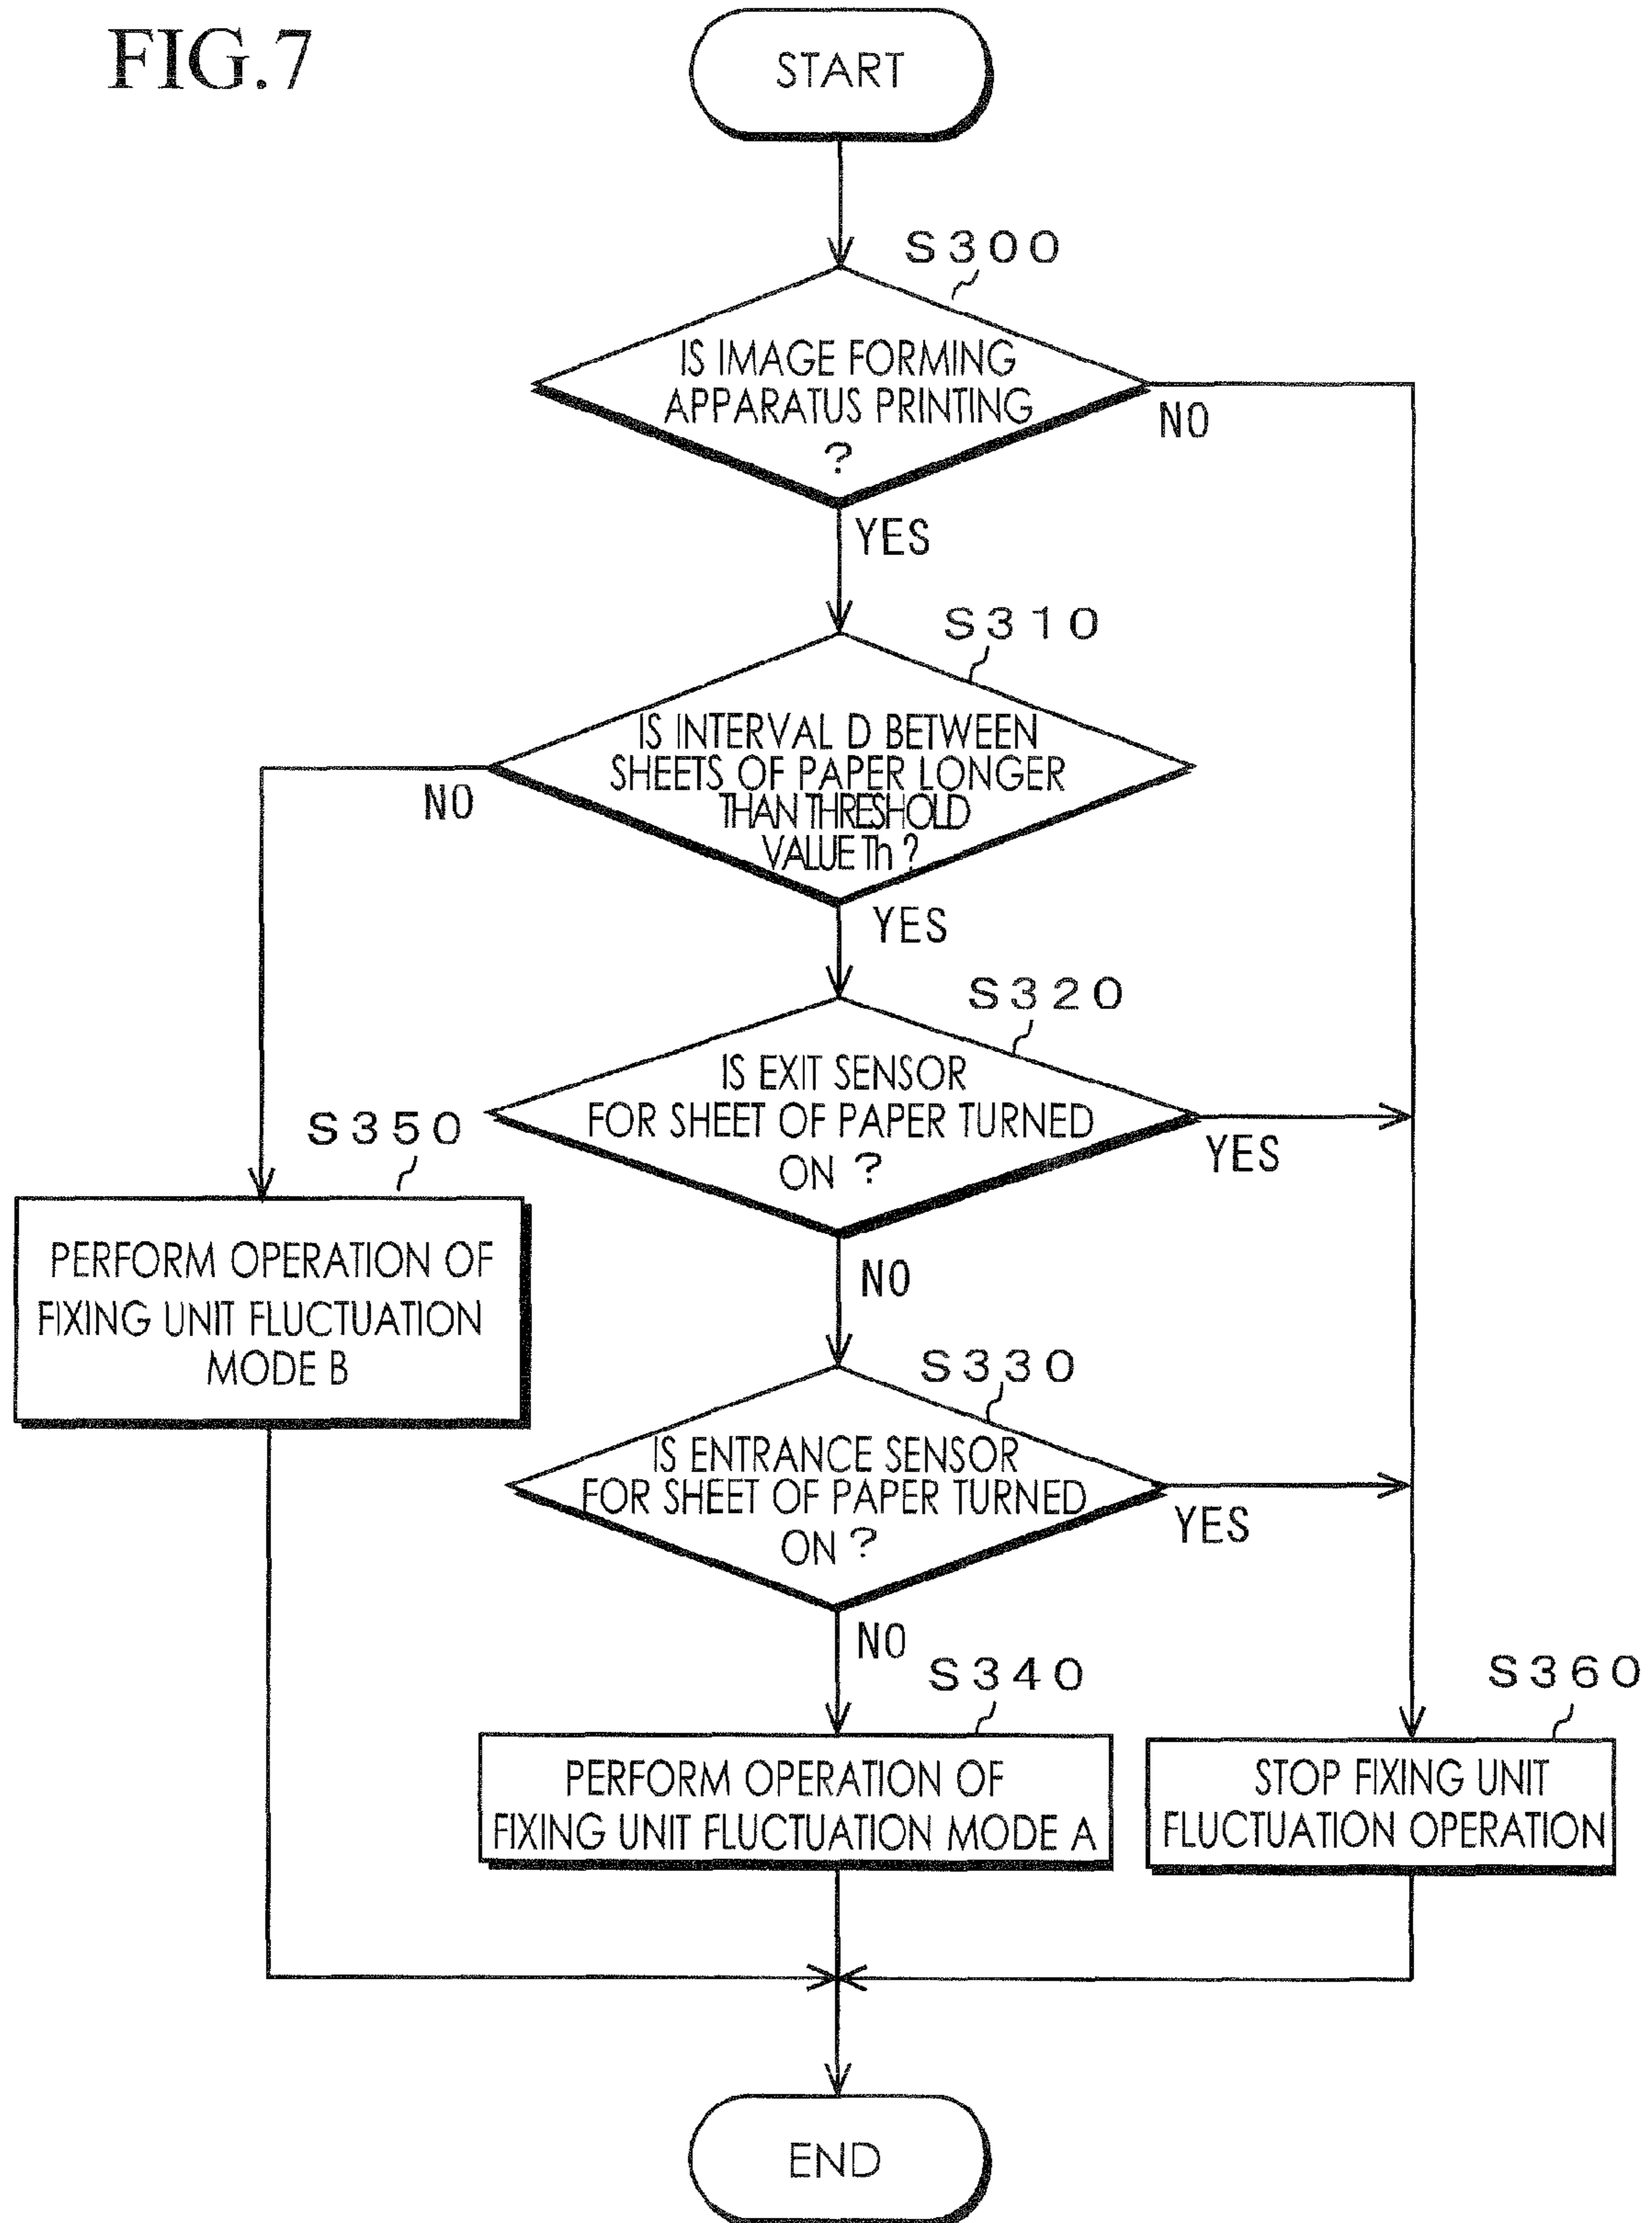 FIG.7
START
S300
IS IMAGE FORMING
APPARATUS PRINTING
?
NO
YES
S310
IS INTERVAL D BETWEEN
SHEETS OF PAPER LONGER
THAN THRESHOLD
VALUE Th ?
NO
YES
S320
IS EXIT SENSOR
FOR SHEET OF PAPER TURNED
ON ?
YES
NO
S350
PERFORM OPERATION OF
FIXING UNIT FLUCTUATION
MODE B
S330
IS ENTRANCE SENSOR
FOR SHEET OF PAPER TURNED
ON ?
YES
NO
S340
PERFORM OPERATION OF
FIXING UNIT FLUCTUATION MODE A
S360
STOP FIXING UNIT
FLUCTUATION OPERATION
END